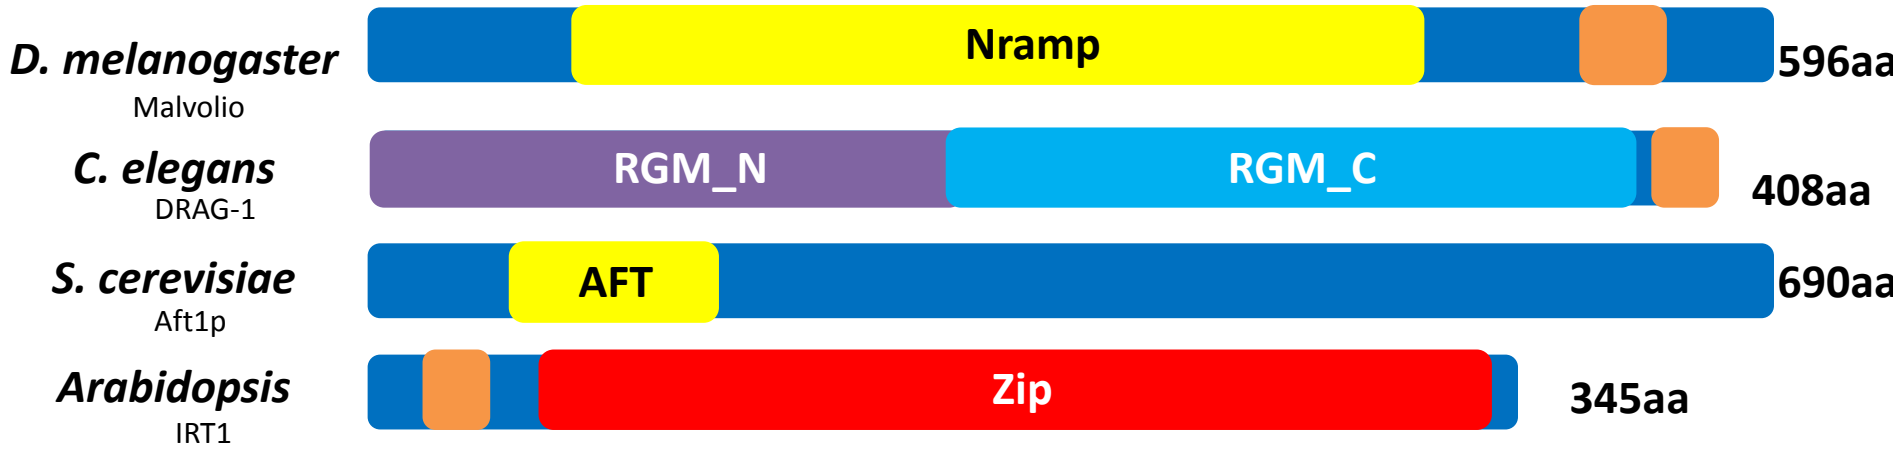 D. melanogaster
Malvolio
Nramp
596aa
C. elegans
DRAG-1
RGM_N
RGM_C
408aa
S. cerevisiae
Aft1p
AFT
690aa
Arabidopsis
IRT1
Zip
345aa